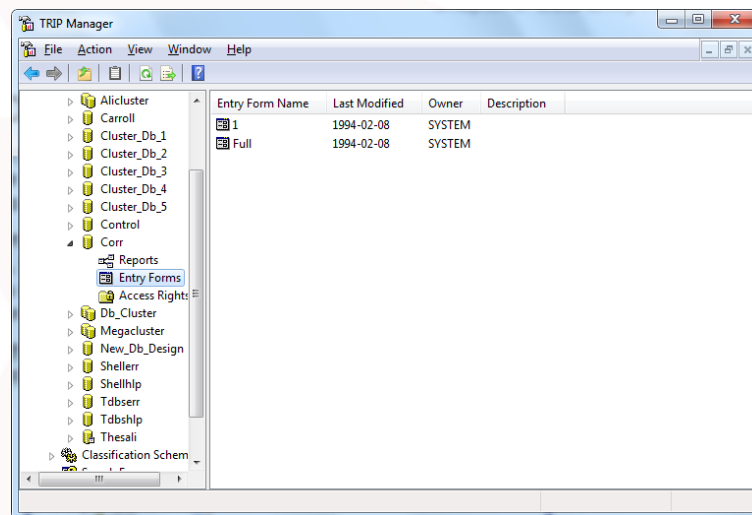 TRIP Manager
File Action View Window Help
Alicluster
Carroll
Cluster_Db_1
Cluster_Db_2
Cluster_Db_3
Cluster_Db_4
Cluster_Db_5
Control
Corr
Reports
Entry Forms
Access Rights
Db_Cluster
Megacluster
New_Db_Design
Shellerr
Shellhlp
Tdbserr
Tdbshlp
Thesali
Classification Schem
Entry Form Name Last Modified Owner Description
1 1994-02-08 SYSTEM
Full 1994-02-08 SYSTEM